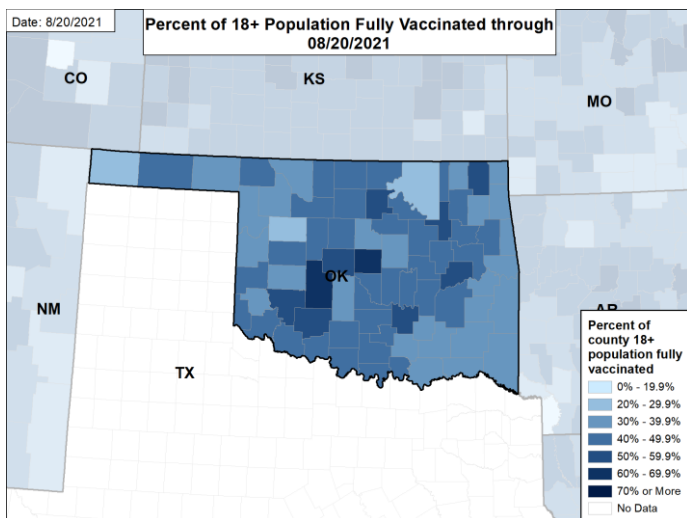 Date: 8/20/2021
Percent of 18+ Population Fully Vaccinated through
08/20/2021
CO
KS
MO
OK
NM
AR
TX
Percent of
county 18+
population fully
vaccinated
0% - 19.9%
20% - 29.9%
30% - 39.9%
40% - 49.9%
50% - 59.9%
60% - 69.9%
70% or More
No Data